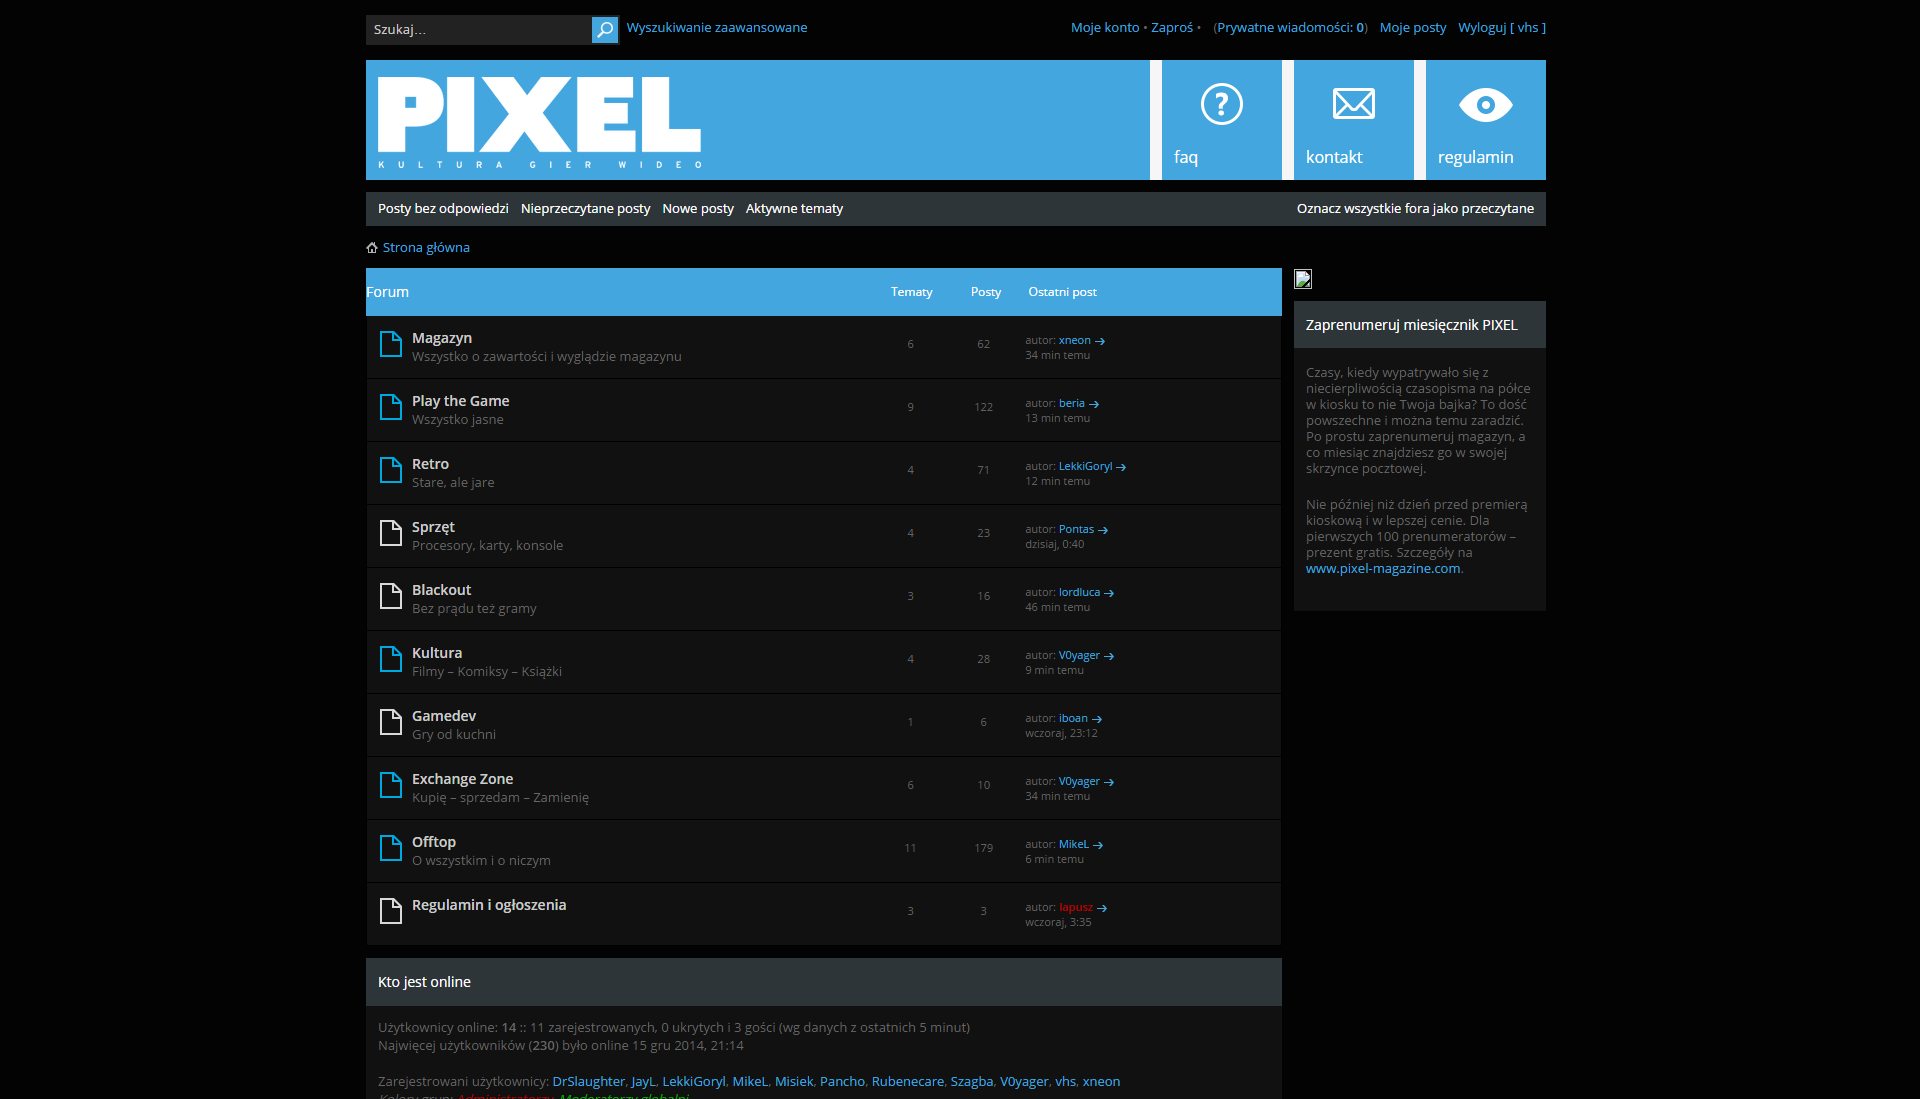 Szukaj…
Wyszukiwanie zaawansowane
Moje konto • Zaproś • (Prywatne wiadomości: 0) Moje posty Wyloguj [ vhs ]
PIXEL
KULTURA GIER WIDEO
faq
kontakt
regulamin
Posty bez odpowiedzi Nieprzeczytane posty Nowe posty Aktywne tematy
Oznacz wszystkie fora jako przeczytane
Strona główna
Forum Tematy Posty Ostatni post
Magazyn
Wszystko o zawartości i wyglądzie magazynu
6 62
autor: xneon
34 min temu
Play the Game
Wszystko jasne
9 122
autor: beria
13 min temu
Retro
Stare, ale jare
4 71
autor: LekkiGoryl
12 min temu
Sprzęt
Procesory, karty, konsole
4 23
autor: Pontas
dzisiaj, 0:40
Blackout
Bez prądu też gramy
3 16
autor: lordluca
46 min temu
Kultura
Filmy – Komiksy – Książki
4 28
autor: V0yager
9 min temu
Gamedev
Gry od kuchni
1 6
autor: iboan
wczoraj, 23:12
Exchange Zone
Kupię – sprzedam – Zamienię
6 10
autor: V0yager
34 min temu
Offtop
O wszystkim i o niczym
11 179
autor: MikeL
6 min temu
Regulamin i ogłoszenia
3 3
autor: lapusz
wczoraj, 3:35
Zaprenumeruj miesięcznik PIXEL
Czasy, kiedy wypatrywało się z
niecierpliwością czasopisma na półce
w kiosku to nie Twoja bajka? To dość
powszechne i można temu zaradzić.
Po prostu zaprenumeruj magazyn, a
co miesiąc znajdziesz go w swojej
skrzynce pocztowej.
Nie później niż dzień przed premierą
kioskową i w lepszej cenie. Dla
pierwszych 100 prenumeratorów –
prezent gratis. Szczegóły na
www.pixel-magazine.com.
Kto jest online
Użytkownicy online: 14 :: 11 zarejestrowanych, 0 ukrytych i 3 gości (wg danych z ostatnich 5 minut)
Najwięcej użytkowników (230) było online 15 gru 2014, 21:14
Zarejestrowani użytkownicy: DrSlaughter, JayL, LekkiGoryl, MikeL, Misiek, Pancho, Rubenecare, Szagba, V0yager, vhs, xneon
Kolory grup: Administratorzy, Moderatorzy globalni